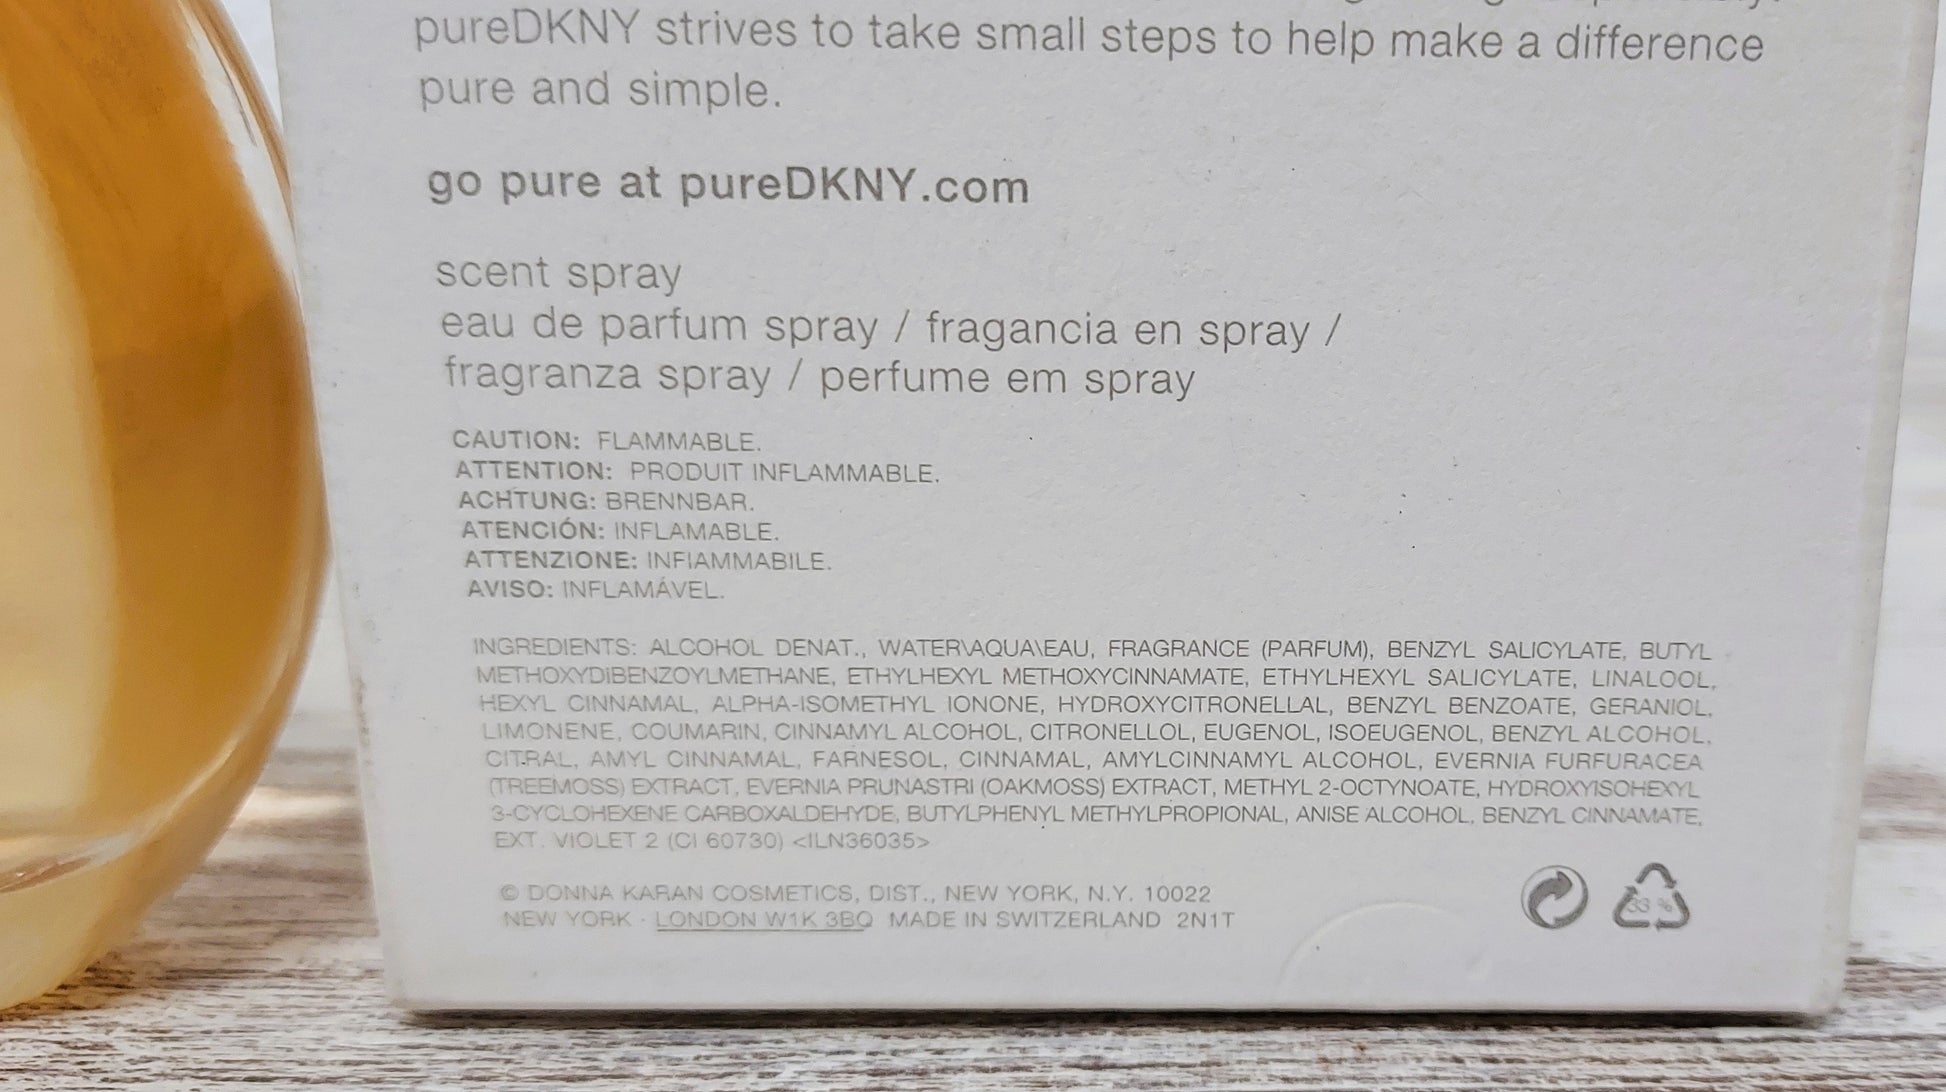 pureDKNY strives to take small steps to help make a difference
pure and simple.
go pure at pureDKNY.com
scent spray
eau de parfum spray / fragancia en spray /
fragranza spray / perfume em spray
CAUTION: FLAMMABLE.
ATTENTION: PRODUIT INFLAMMABLE.
ACHTUNG: BRENNBAR.
ATENCIÓN: INFLAMABLE.
ATTENZIONE: INFIAMMABILE.
AVISO: INFLAMÁVEL.
INGREDIENTS: ALCOHOL DENAT., WATER\AQUA\EAU, FRAGRANCE (PARFUM), BENZYL SALICYLATE, BUTYL
METHOXYDIBENZOYLMETHANE, ETHYLHEXYL METHOXYCINNAMATE, ETHYLHEXYL SALICYLATE, LINALOOL,
HEXYL CINNAMAL, ALPHA-ISOMETHYL IONONE, HYDROXYCITRONELLAL, BENZYL BENZOATE, GERANIOL,
LIMONENE, COUMARIN, CINNAMYL ALCOHOL, CITRONELLOL, EUGENOL, ISOEUGENOL, BENZYL ALCOHOL,
CITRAL, AMYL CINNAMAL, FARNESOL, CINNAMAL, AMYLCINNAMYL ALCOHOL, EVERNIA FURFURACEA
(TREEMOSS) EXTRACT, EVERNIA PRUNASTRI (OAKMOSS) EXTRACT, METHYL 2-OCTYNOATE, HYDROXYISOHEXYL
3-CYCLOHEXENE CARBOXALDEHYDE, BUTYLPHENYL METHYLPROPIONAL, ANISE ALCOHOL, BENZYL CINNAMATE,
EXT. VIOLET 2 (CI 60730) <ILN36035>
© DONNA KARAN COSMETICS, DIST., NEW YORK, N.Y. 10022
NEW YORK · LONDON W1K 3BQ MADE IN SWITZERLAND 2N1T
33 %